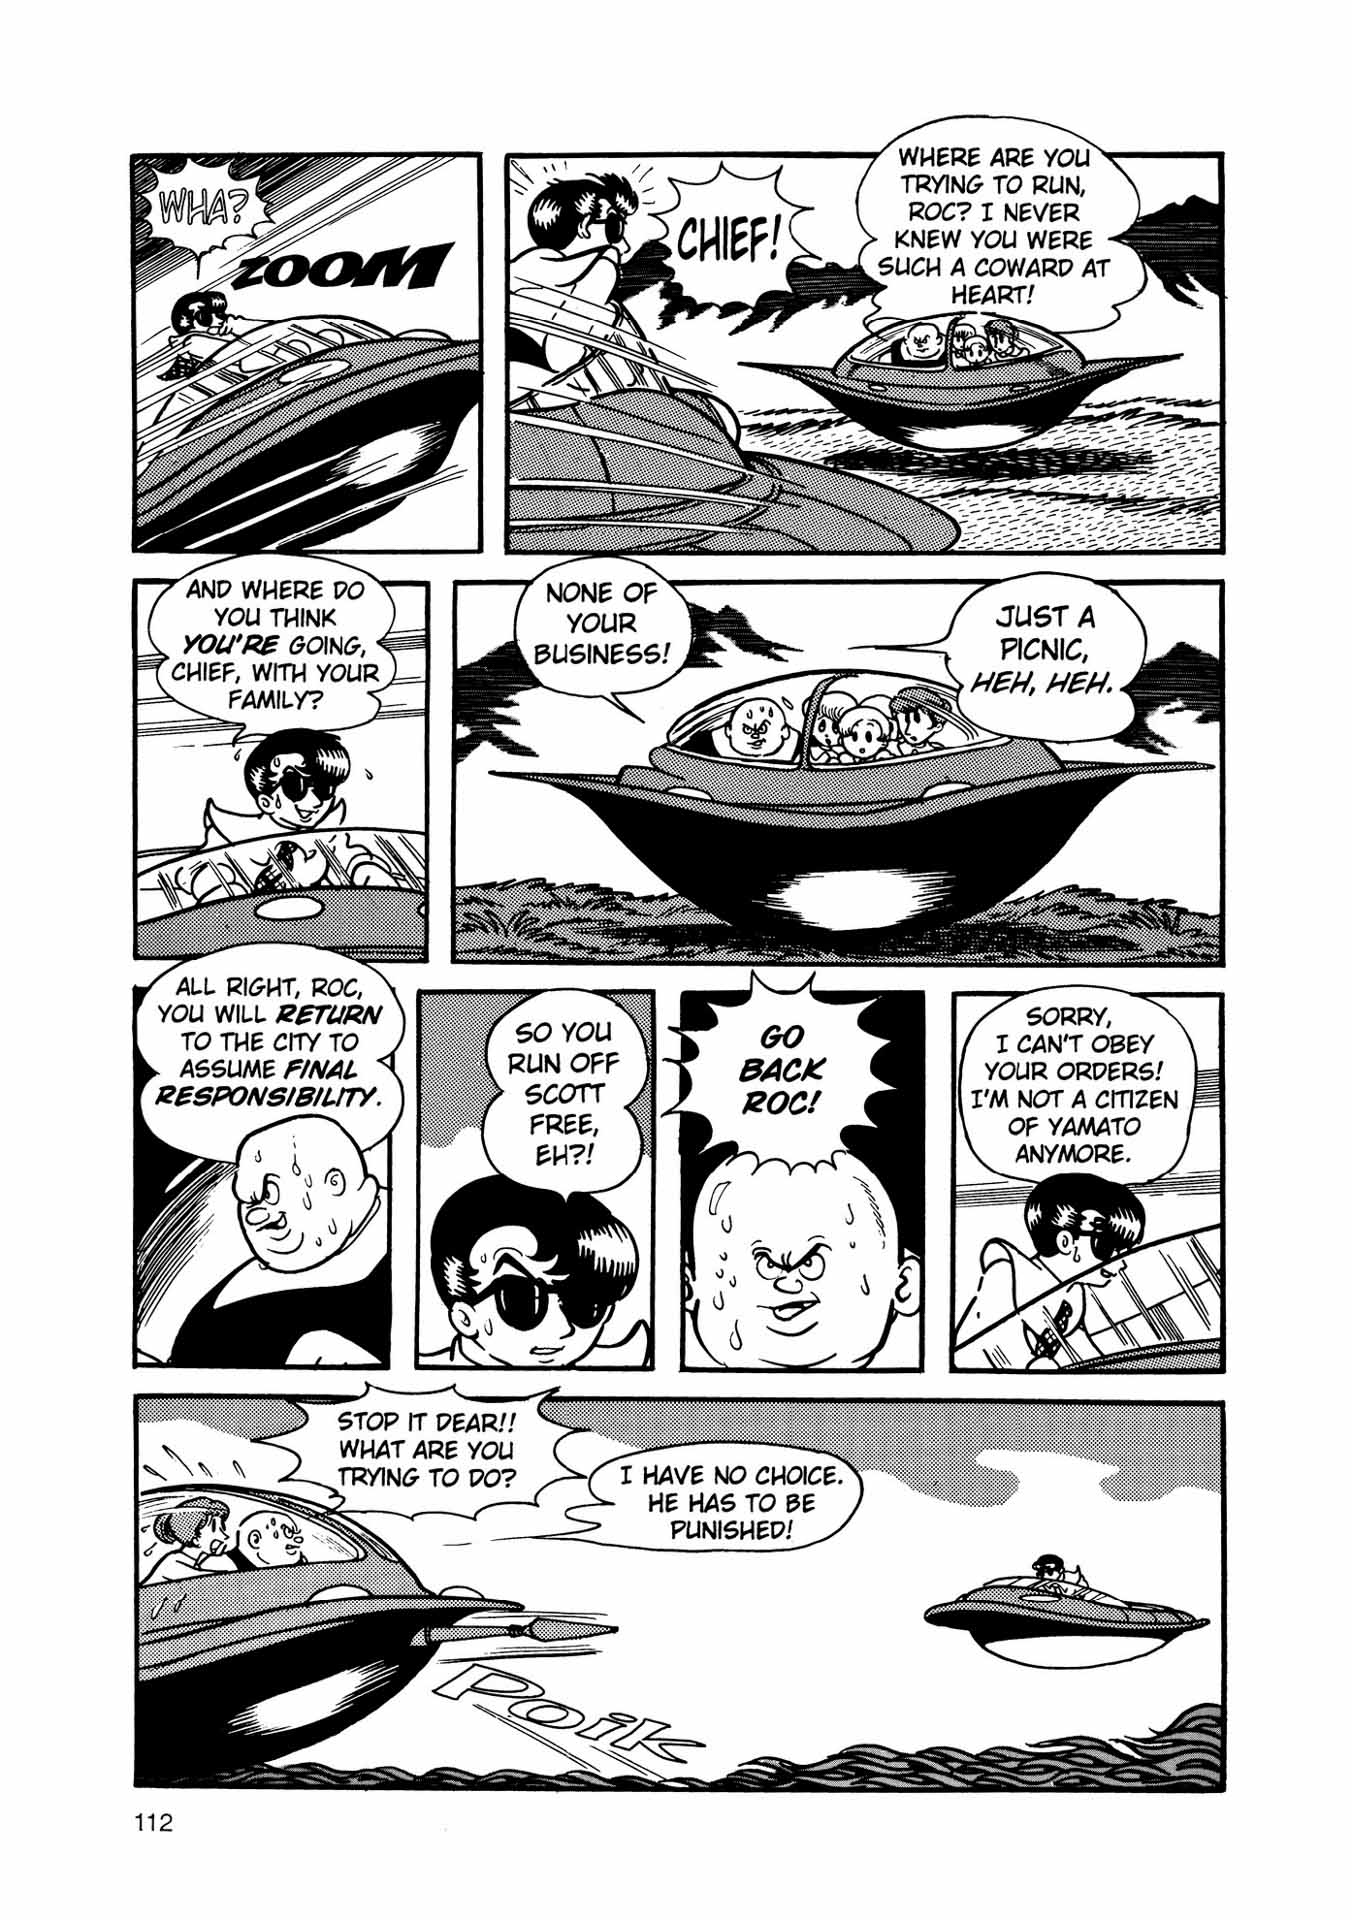 WHA?
ZOOM
CHIEF!
WHERE ARE YOU
TRYING TO RUN,
ROC? I NEVER
KNEW YOU WERE
SUCH A COWARD AT
HEART!
AND WHERE DO
YOU THINK
YOU'RE GOING,
CHIEF, WITH YOUR
FAMILY?
NONE OF
YOUR
BUSINESS!
JUST A
PICNIC,
HEH, HEH.
ALL RIGHT, ROC,
YOU WILL RETURN
TO THE CITY TO
ASSUME FINAL
RESPONSIBILITY.
SO YOU
RUN OFF
SCOTT
FREE,
EH?!
GO
BACK
ROC!
SORRY,
I CAN'T OBEY
YOUR ORDERS!
I'M NOT A CITIZEN
OF YAMATO
ANYMORE.
STOP IT DEAR!!
WHAT ARE YOU
TRYING TO DO?
I HAVE NO CHOICE.
HE HAS TO BE
PUNISHED!
POIK
112